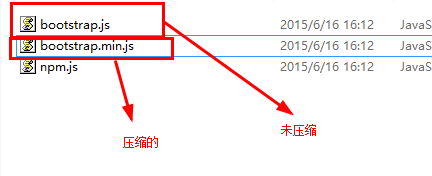 bootstrap.js 2015/6/16 16:12 JavaS
bootstrap.min.js 2015/6/16 16:12 JavaS
npm.js 2015/6/16 16:12 JavaS
压缩的
未压缩